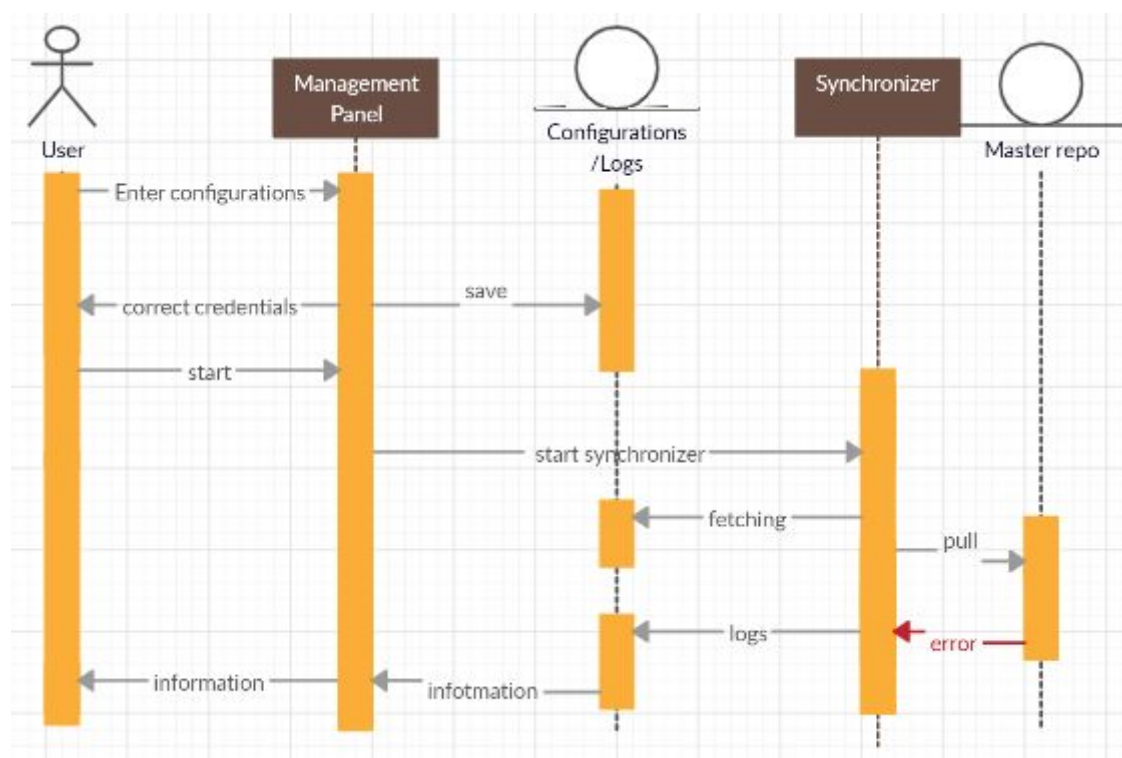 Management
Panel
Synchronizer
User
Configurations
/Logs
Master repo
Enter configurations
correct credentials
save
start
start synchronizer
fetching
pull
logs
error
information
infotmation